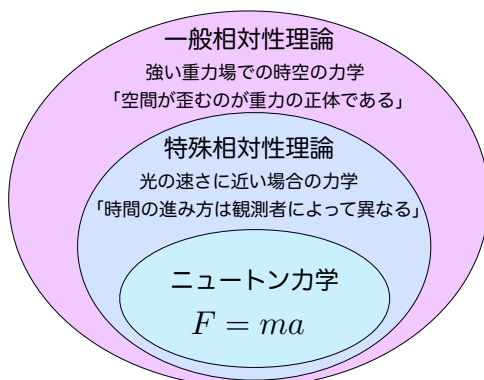 一般相対性理論
強い重力場での時空の力学
「空間が歪むのが重力の正体である」
特殊相対性理論
光の速さに近い場合の力学
「時間の進み方は観測者によって異なる」
ニュートン力学
F = ma